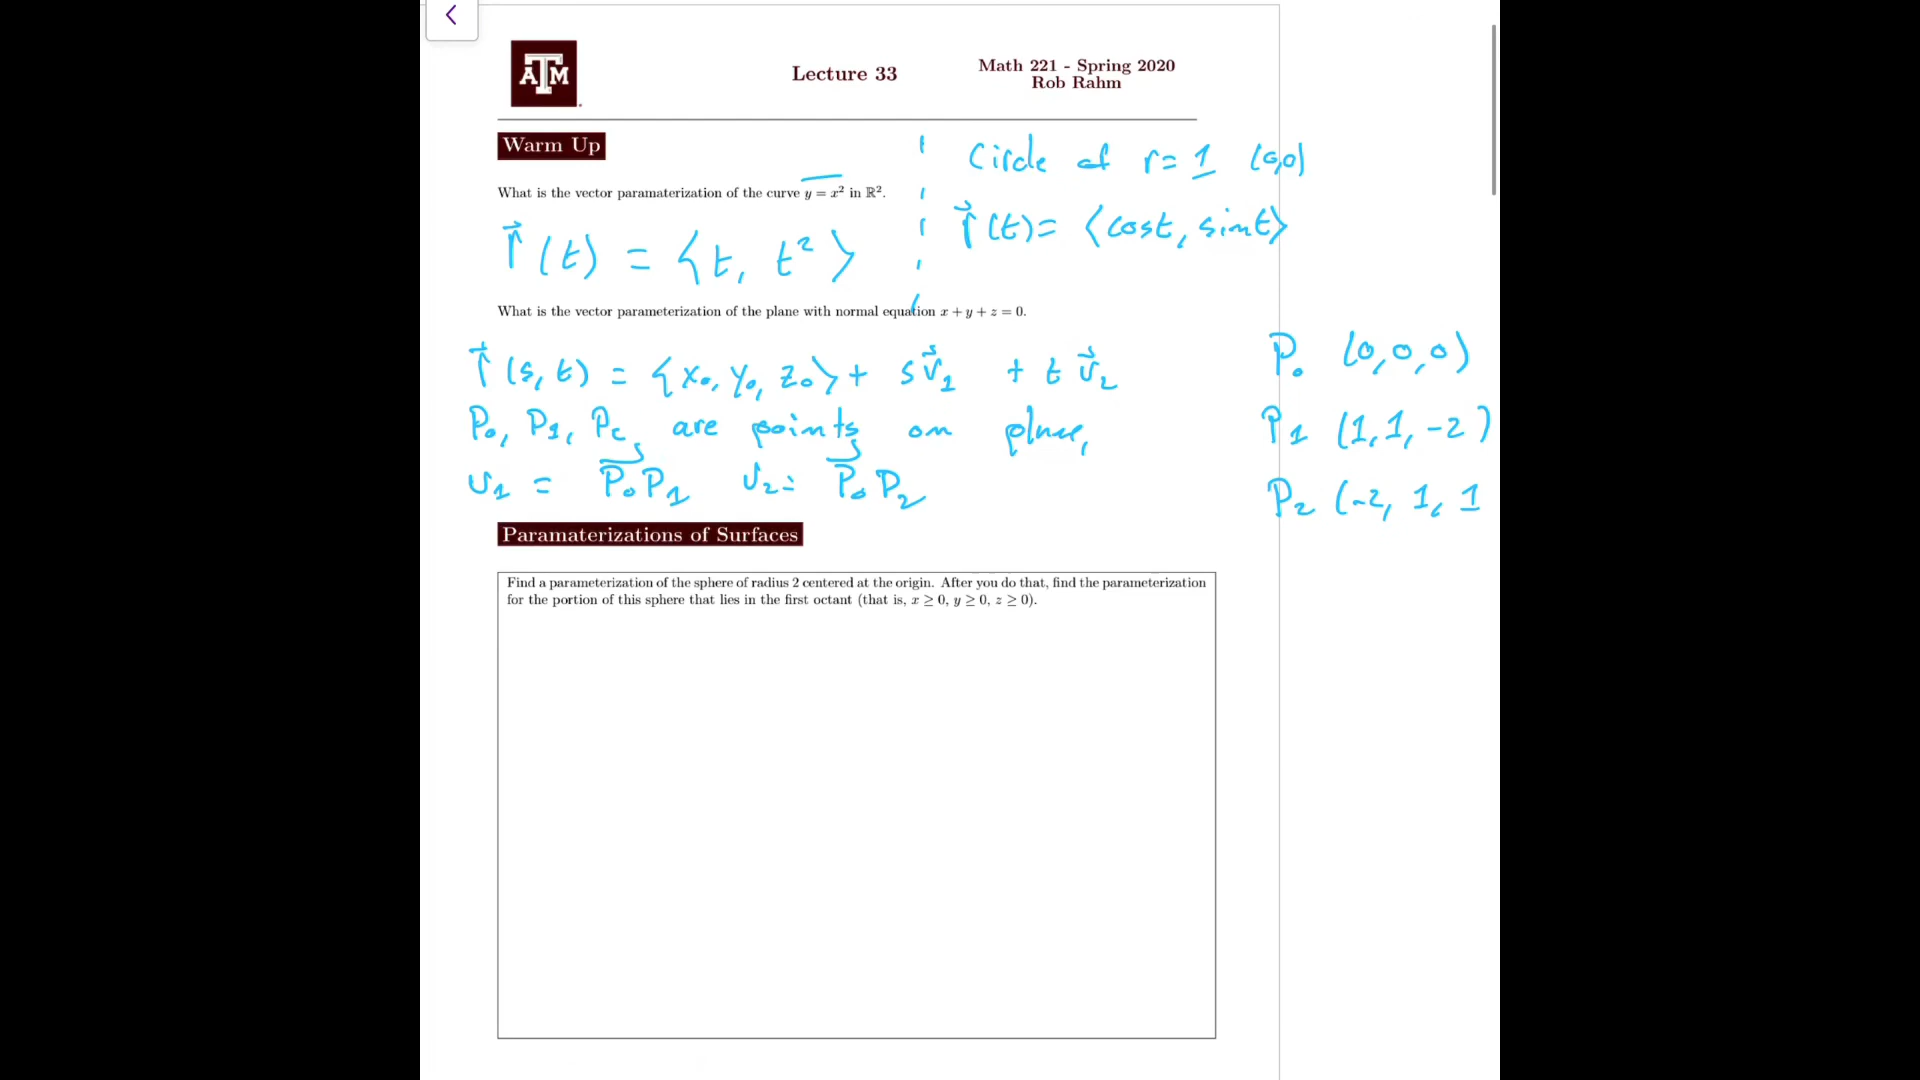 A͏TM
Lecture 33
Math 221 - Spring 2020
Rob Rahm
Warm Up
Circle of r=1 (0,0)
What is the vector paramaterization of the curve y = x² in ℝ².
r⃗(t) = ⟨cost, sint⟩
r⃗(t) = ⟨t, t²⟩
What is the vector parameterization of the plane with normal equation x + y + z = 0.
r⃗(s, t) = ⟨x₀, y₀, z₀⟩ + s v⃗₁ + t v⃗₂
P₀ (0,0,0)
P₀, P₁, P₂ are points on plane,
P₁ (1,1,-2)
v₁ = P₀P₁ v₂= P₀P₂
P₂ (-2, 1, 1
Paramaterizations of Surfaces
Find a parameterization of the sphere of radius 2 centered at the origin. After you do that, find the parameterization
for the portion of this sphere that lies in the first octant (that is, x ≥ 0, y ≥ 0, z ≥ 0).